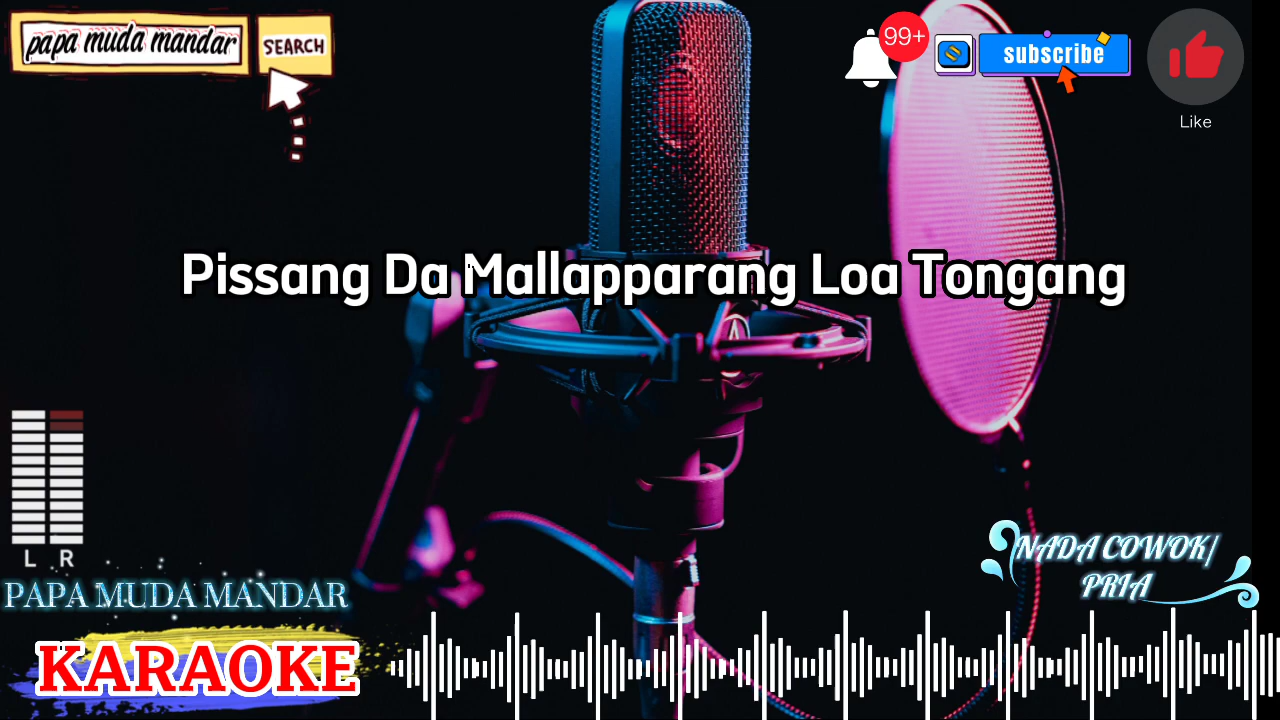 papa muda mandar
SEARCH
99+
subscribe
Like
Pissang Da Mallapparang Loa Tongang
L R
PAPA MUDA MANDAR
KARAOKE
NADA COWOK/
PRIA